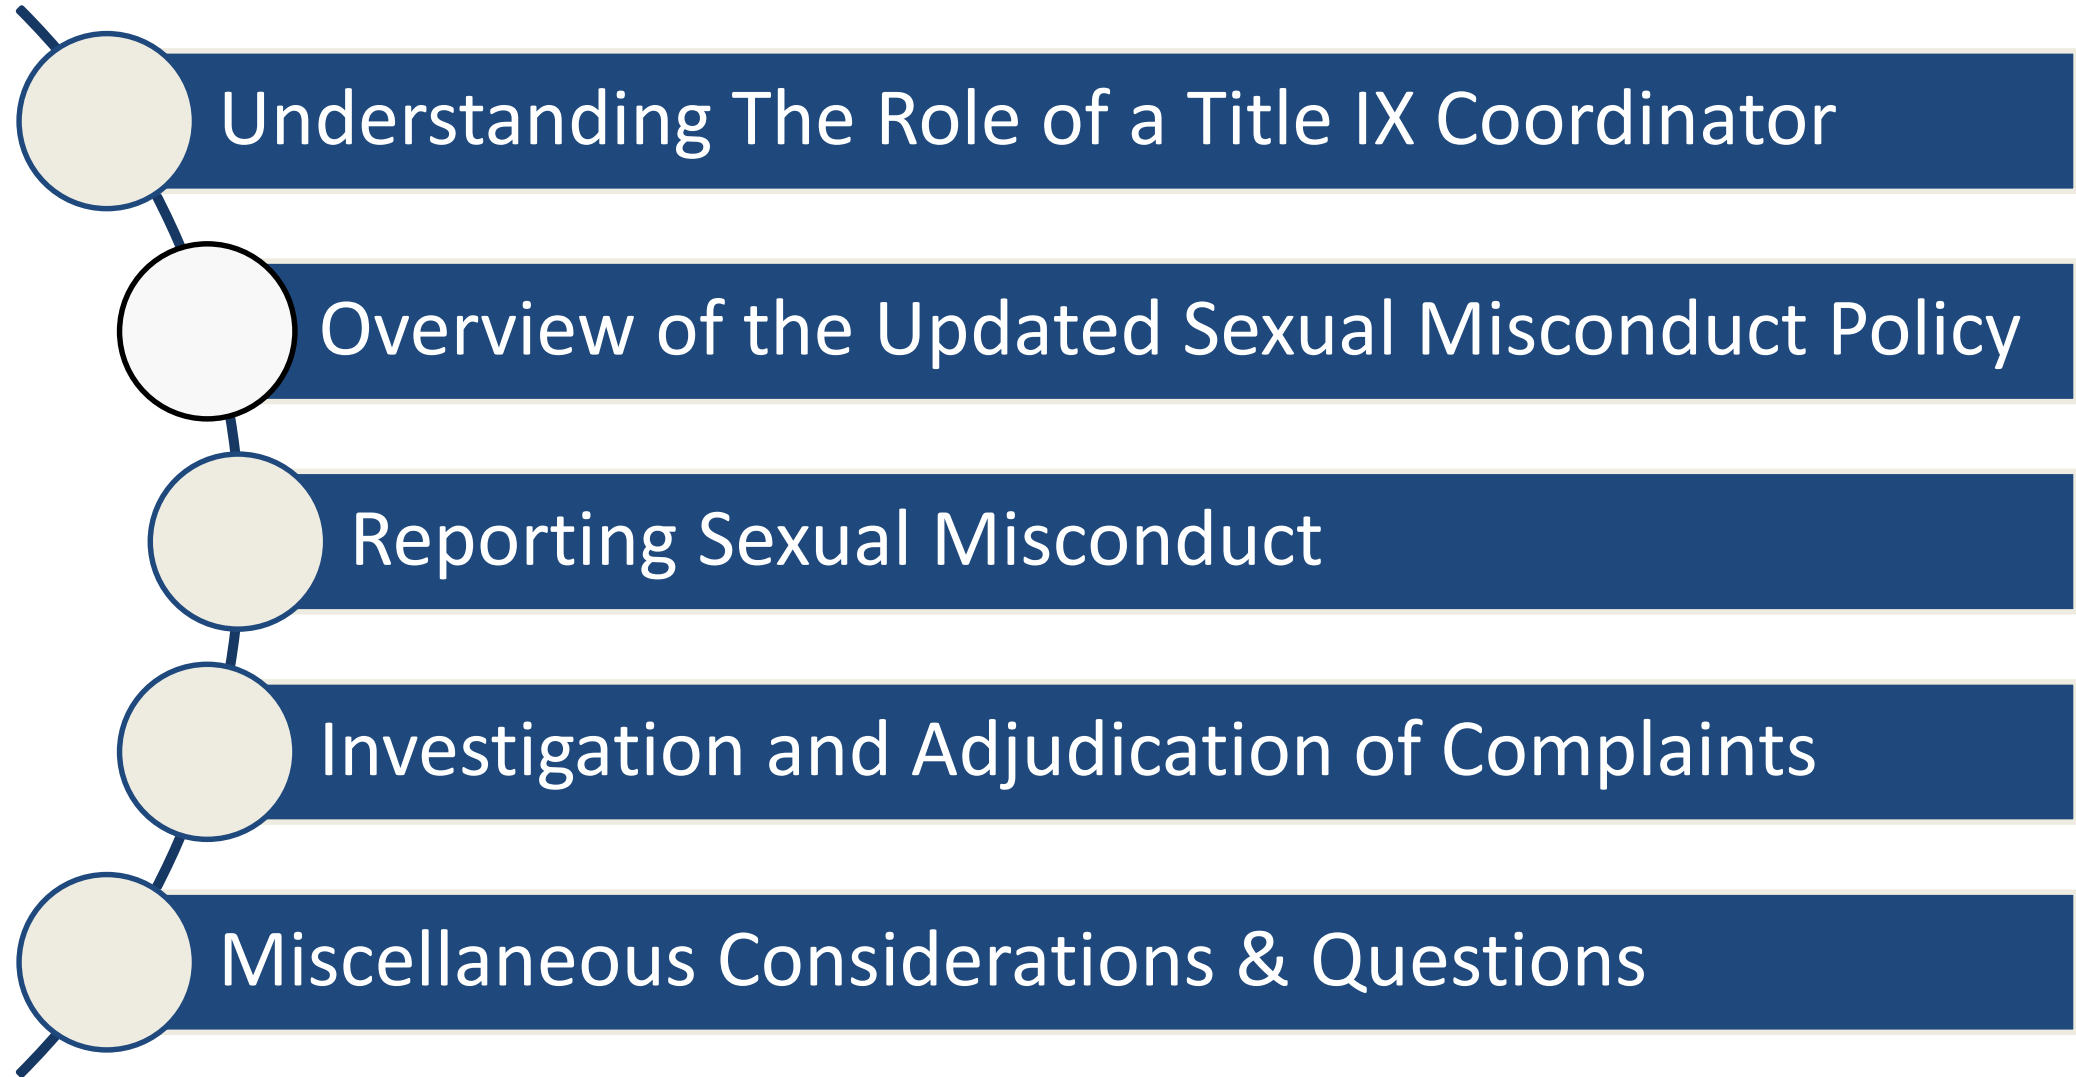 Understanding The Role of a Title IX Coordinator
Overview of the Updated Sexual Misconduct Policy
Reporting Sexual Misconduct
Investigation and Adjudication of Complaints
Miscellaneous Considerations & Questions